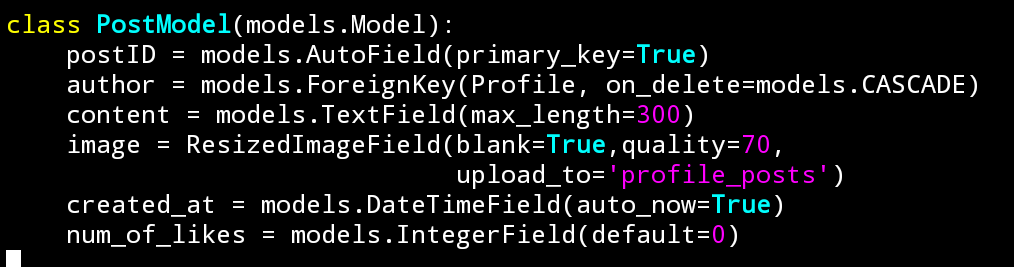 class PostModel(models.Model):
    postID = models.AutoField(primary_key=True)
    author = models.ForeignKey(Profile, on_delete=models.CASCADE)
    content = models.TextField(max_length=300)
    image = ResizedImageField(blank=True,quality=70,
                              upload_to='profile_posts')
    created_at = models.DateTimeField(auto_now=True)
    num_of_likes = models.IntegerField(default=0)